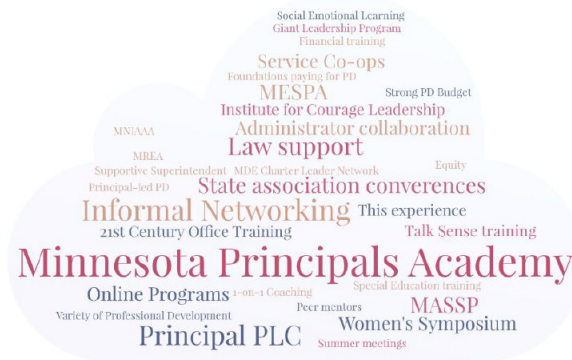 Social Emotional Learning
Giant Leadership Program
Financial training
Service Co-ops
Foundations paying for PD
MESPA
Strong PD Budget
Institute for Courage Leadership
MNIAAA
Administrator collaboration
Law support
MREA
Equity
Supportive Superintendent
MDE Charter Leader Network
Principal-led PD
State association converences
Informal Networking
This experience
21st Century Office Training
Talk Sense training
Minnesota Principals Academy
Online Programs
1-on-1 Coaching
Special Education training
Peer mentors
MASSP
Variety of Professional Development
Women's Symposium
Principal PLC
Summer meetings